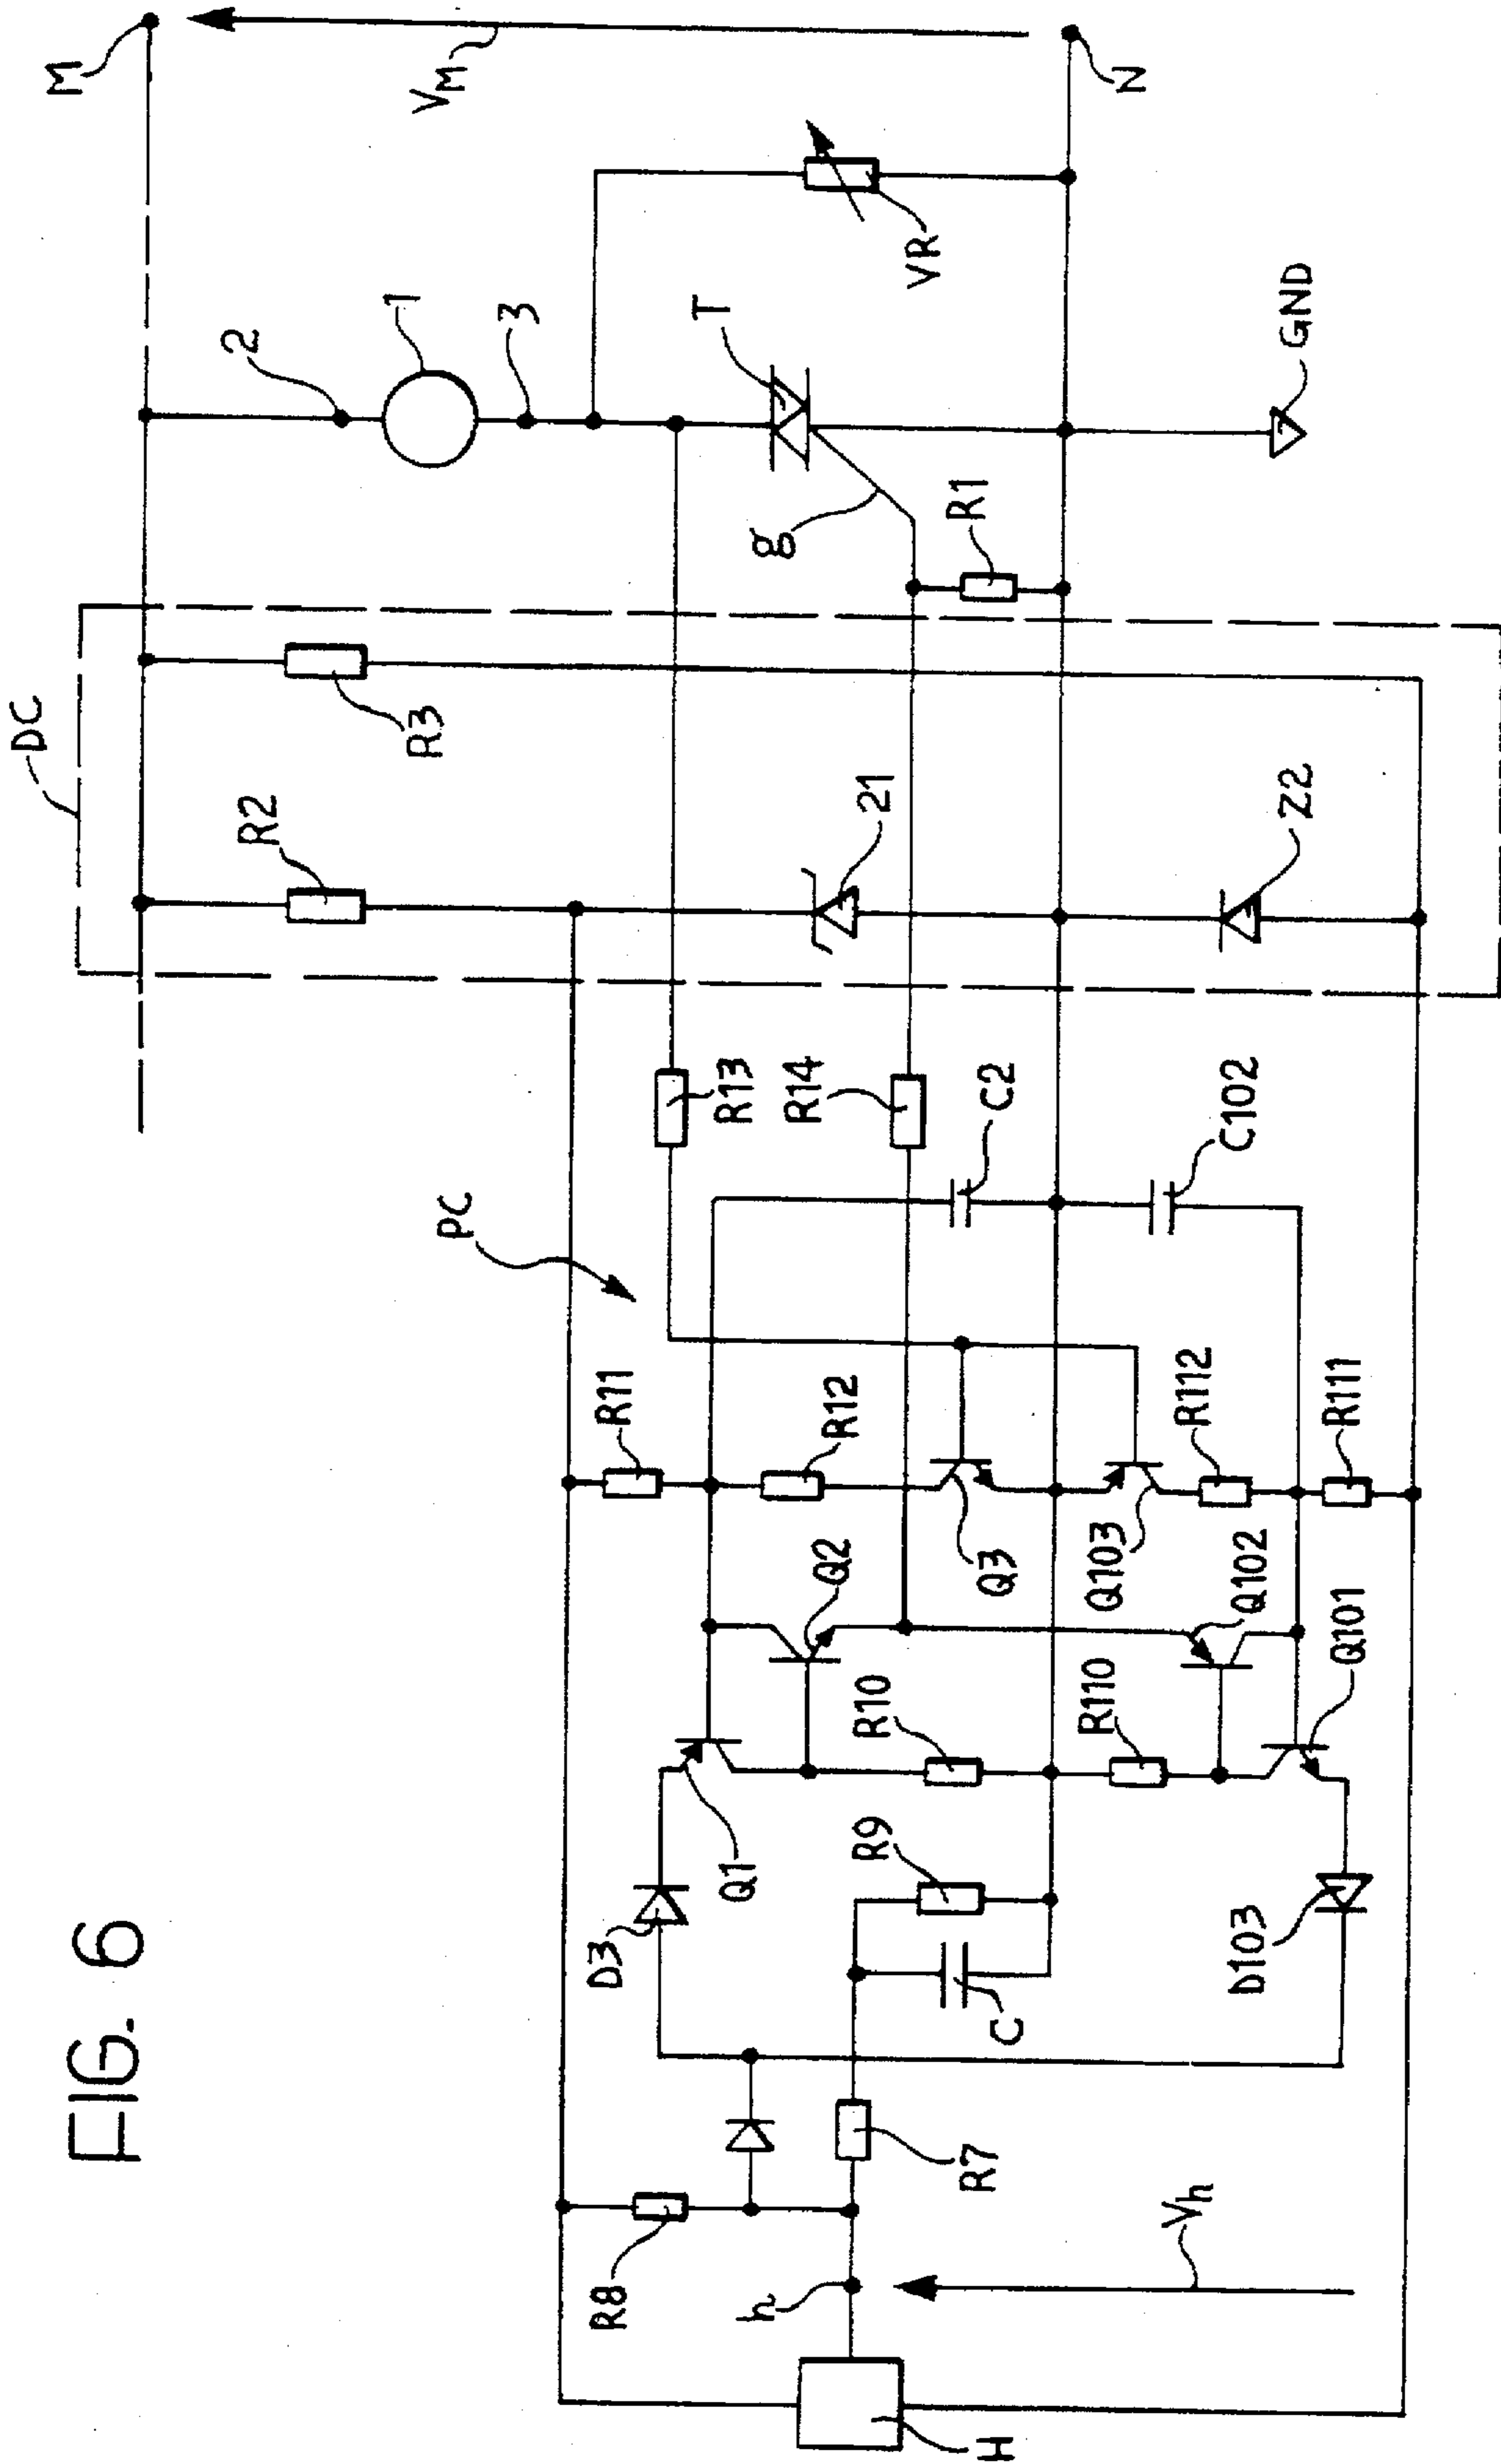 FIG. 6
M
VM
N
2
1
3
T
VR
GND
g
R1
DC
R2
R3
21
Z2
R13
R14
C2
C102
PC
R11
R12
R112
R111
Q2
Q3
Q103
Q102
Q101
R10
R110
Q1
R9
D3
C
D103
R7
R8
h
Vh
H